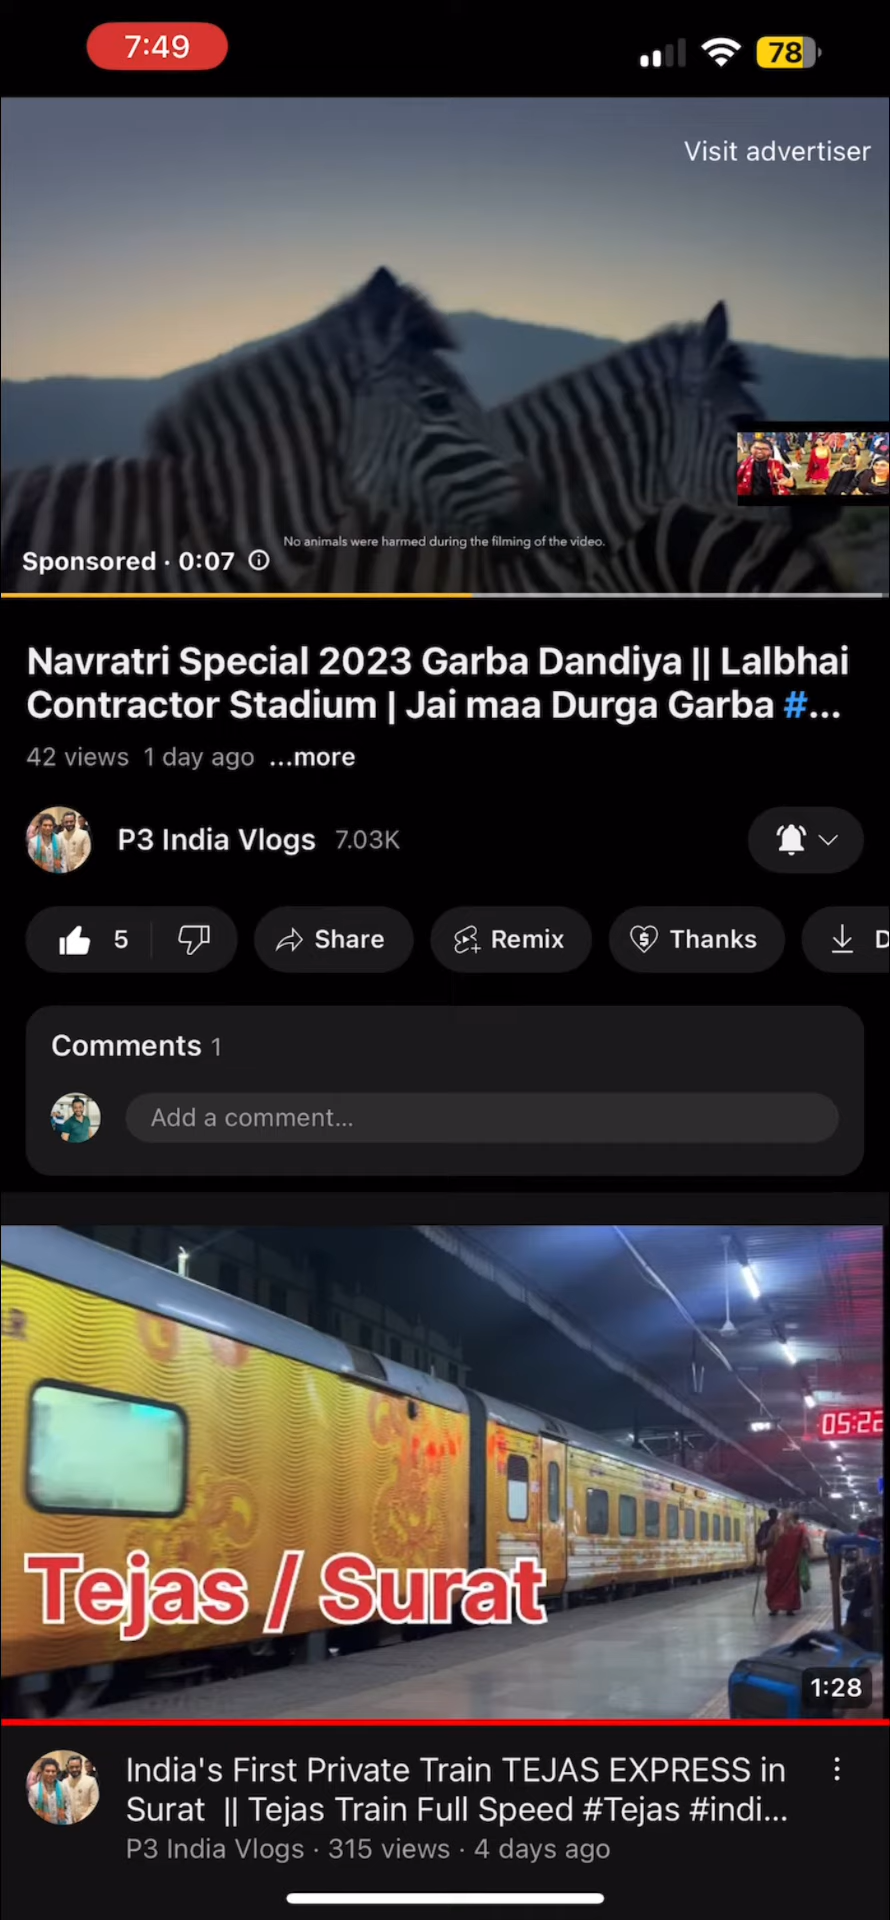 7:49
78
Visit advertiser
No animals were harmed during the filming of the video.
Sponsored · 0:07
Navratri Special 2023 Garba Dandiya || Lalbhai
Contractor Stadium | Jai maa Durga Garba #...
42 views 1 day ago ...more
P3 India Vlogs 7.03K
5 Share Remix Thanks D
Comments 1
Add a comment...
05:22
Tejas / Surat
1:28
India's First Private Train TEJAS EXPRESS in
Surat || Tejas Train Full Speed #Tejas #indi...
P3 India Vlogs · 315 views · 4 days ago